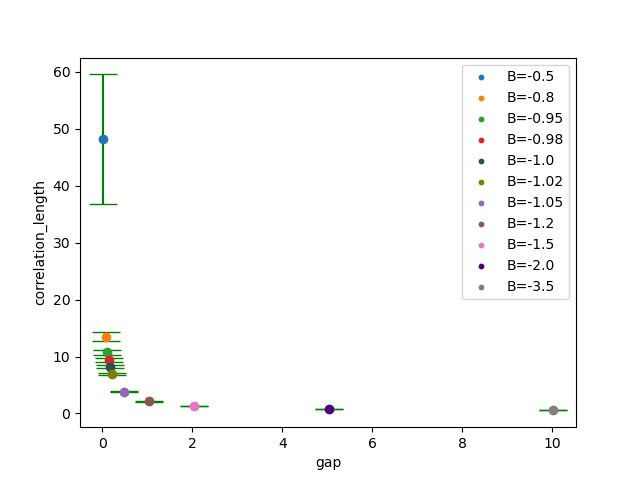 60
50
40
30
20
10
0
correlation_length
0 2 4 6 8 10
gap
B=-0.5
B=-0.8
B=-0.95
B=-0.98
B=-1.0
B=-1.02
B=-1.05
B=-1.2
B=-1.5
B=-2.0
B=-3.5